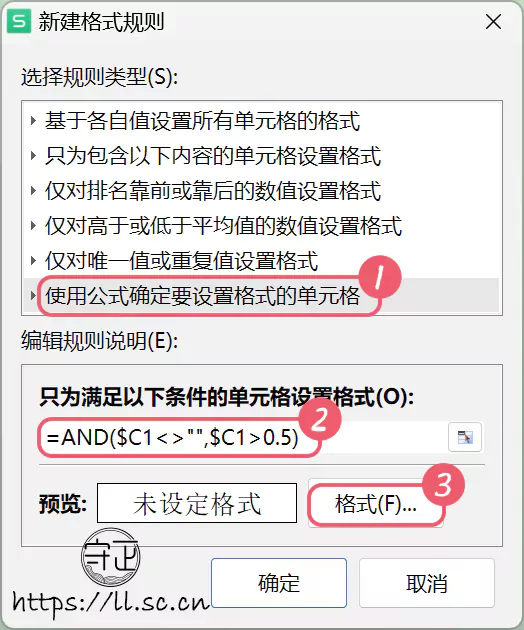 S 新建格式规则
选择规则类型(S):
基于各自值设置所有单元格的格式
只为包含以下内容的单元格设置格式
仅对排名靠前或靠后的数值设置格式
仅对高于或低于平均值的数值设置格式
仅对唯一值或重复值设置格式
1
使用公式确定要设置格式的单元格
编辑规则说明(E):
只为满足以下条件的单元格设置格式(O):
2
=AND($C1<>"",$C1>0.5)
3
预览: 未设定格式 格式(F)...
守正
确定 取消
https://ll.sc.cn